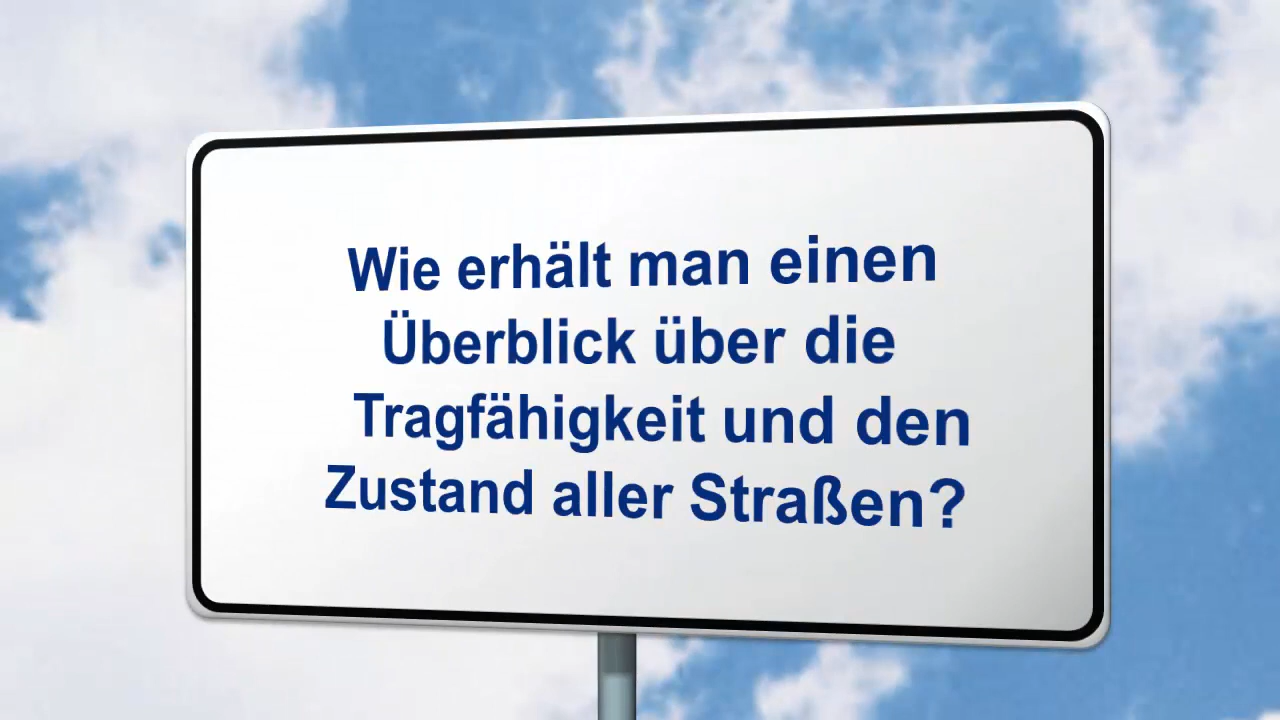 Wie erhält man einen
Überblick über die
Tragfähigkeit und den
Zustand aller Straßen?